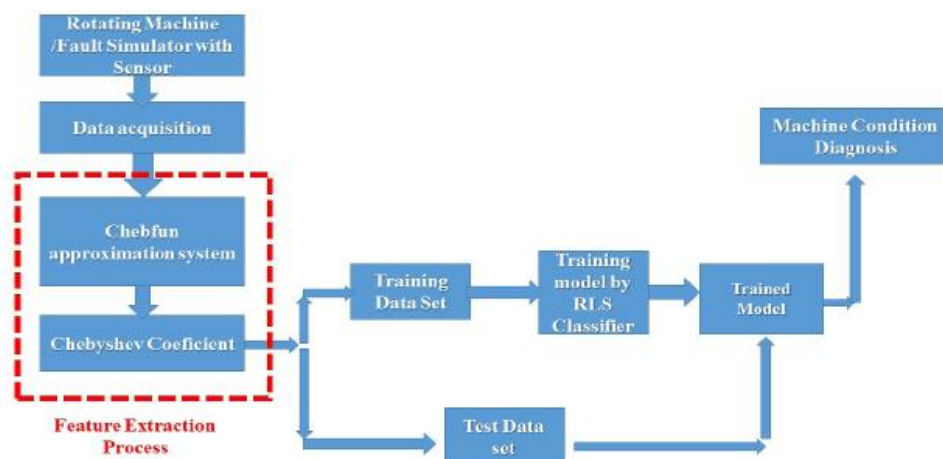 Rotating Machine
/Fault Simulator with
Sensor
Data acquisition
Chebfun
approximation system
Chebyshev Coeficient
Feature Extraction
Process
Training
Data Set
Training
model by
RLS
Classifier
Trained
Model
Machine Condition
Diagnosis
Test Data
set